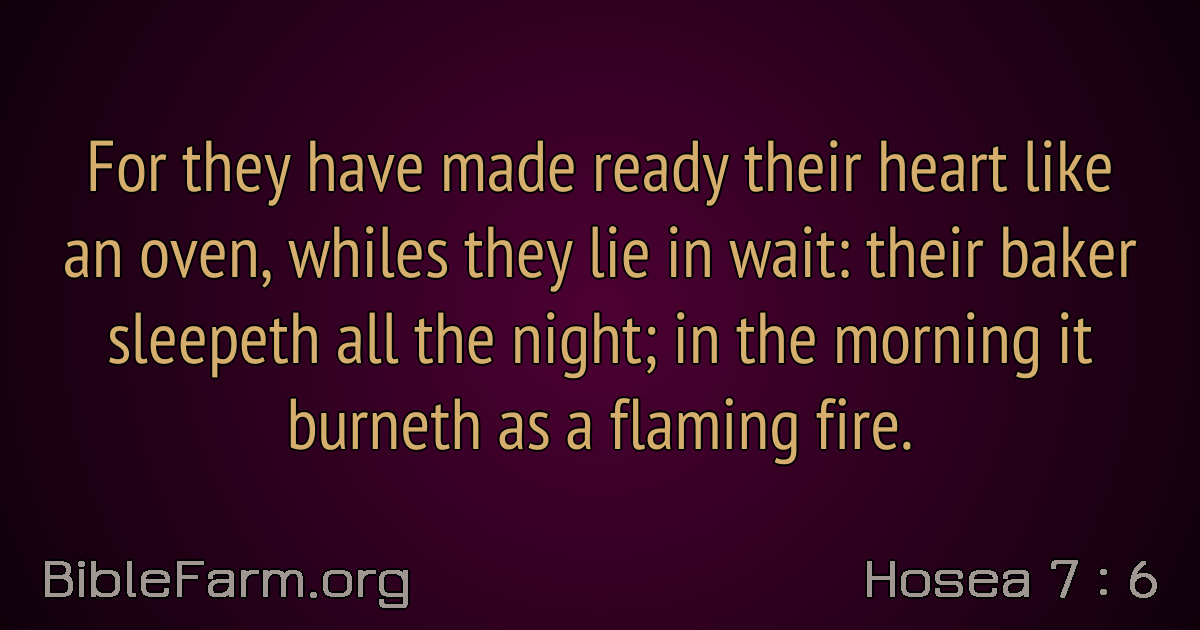 For they have made ready their heart like
an oven, whiles they lie in wait: their baker
sleepeth all the night; in the morning it
burneth as a flaming fire.
BibleFarm.org
Hosea 7 : 6